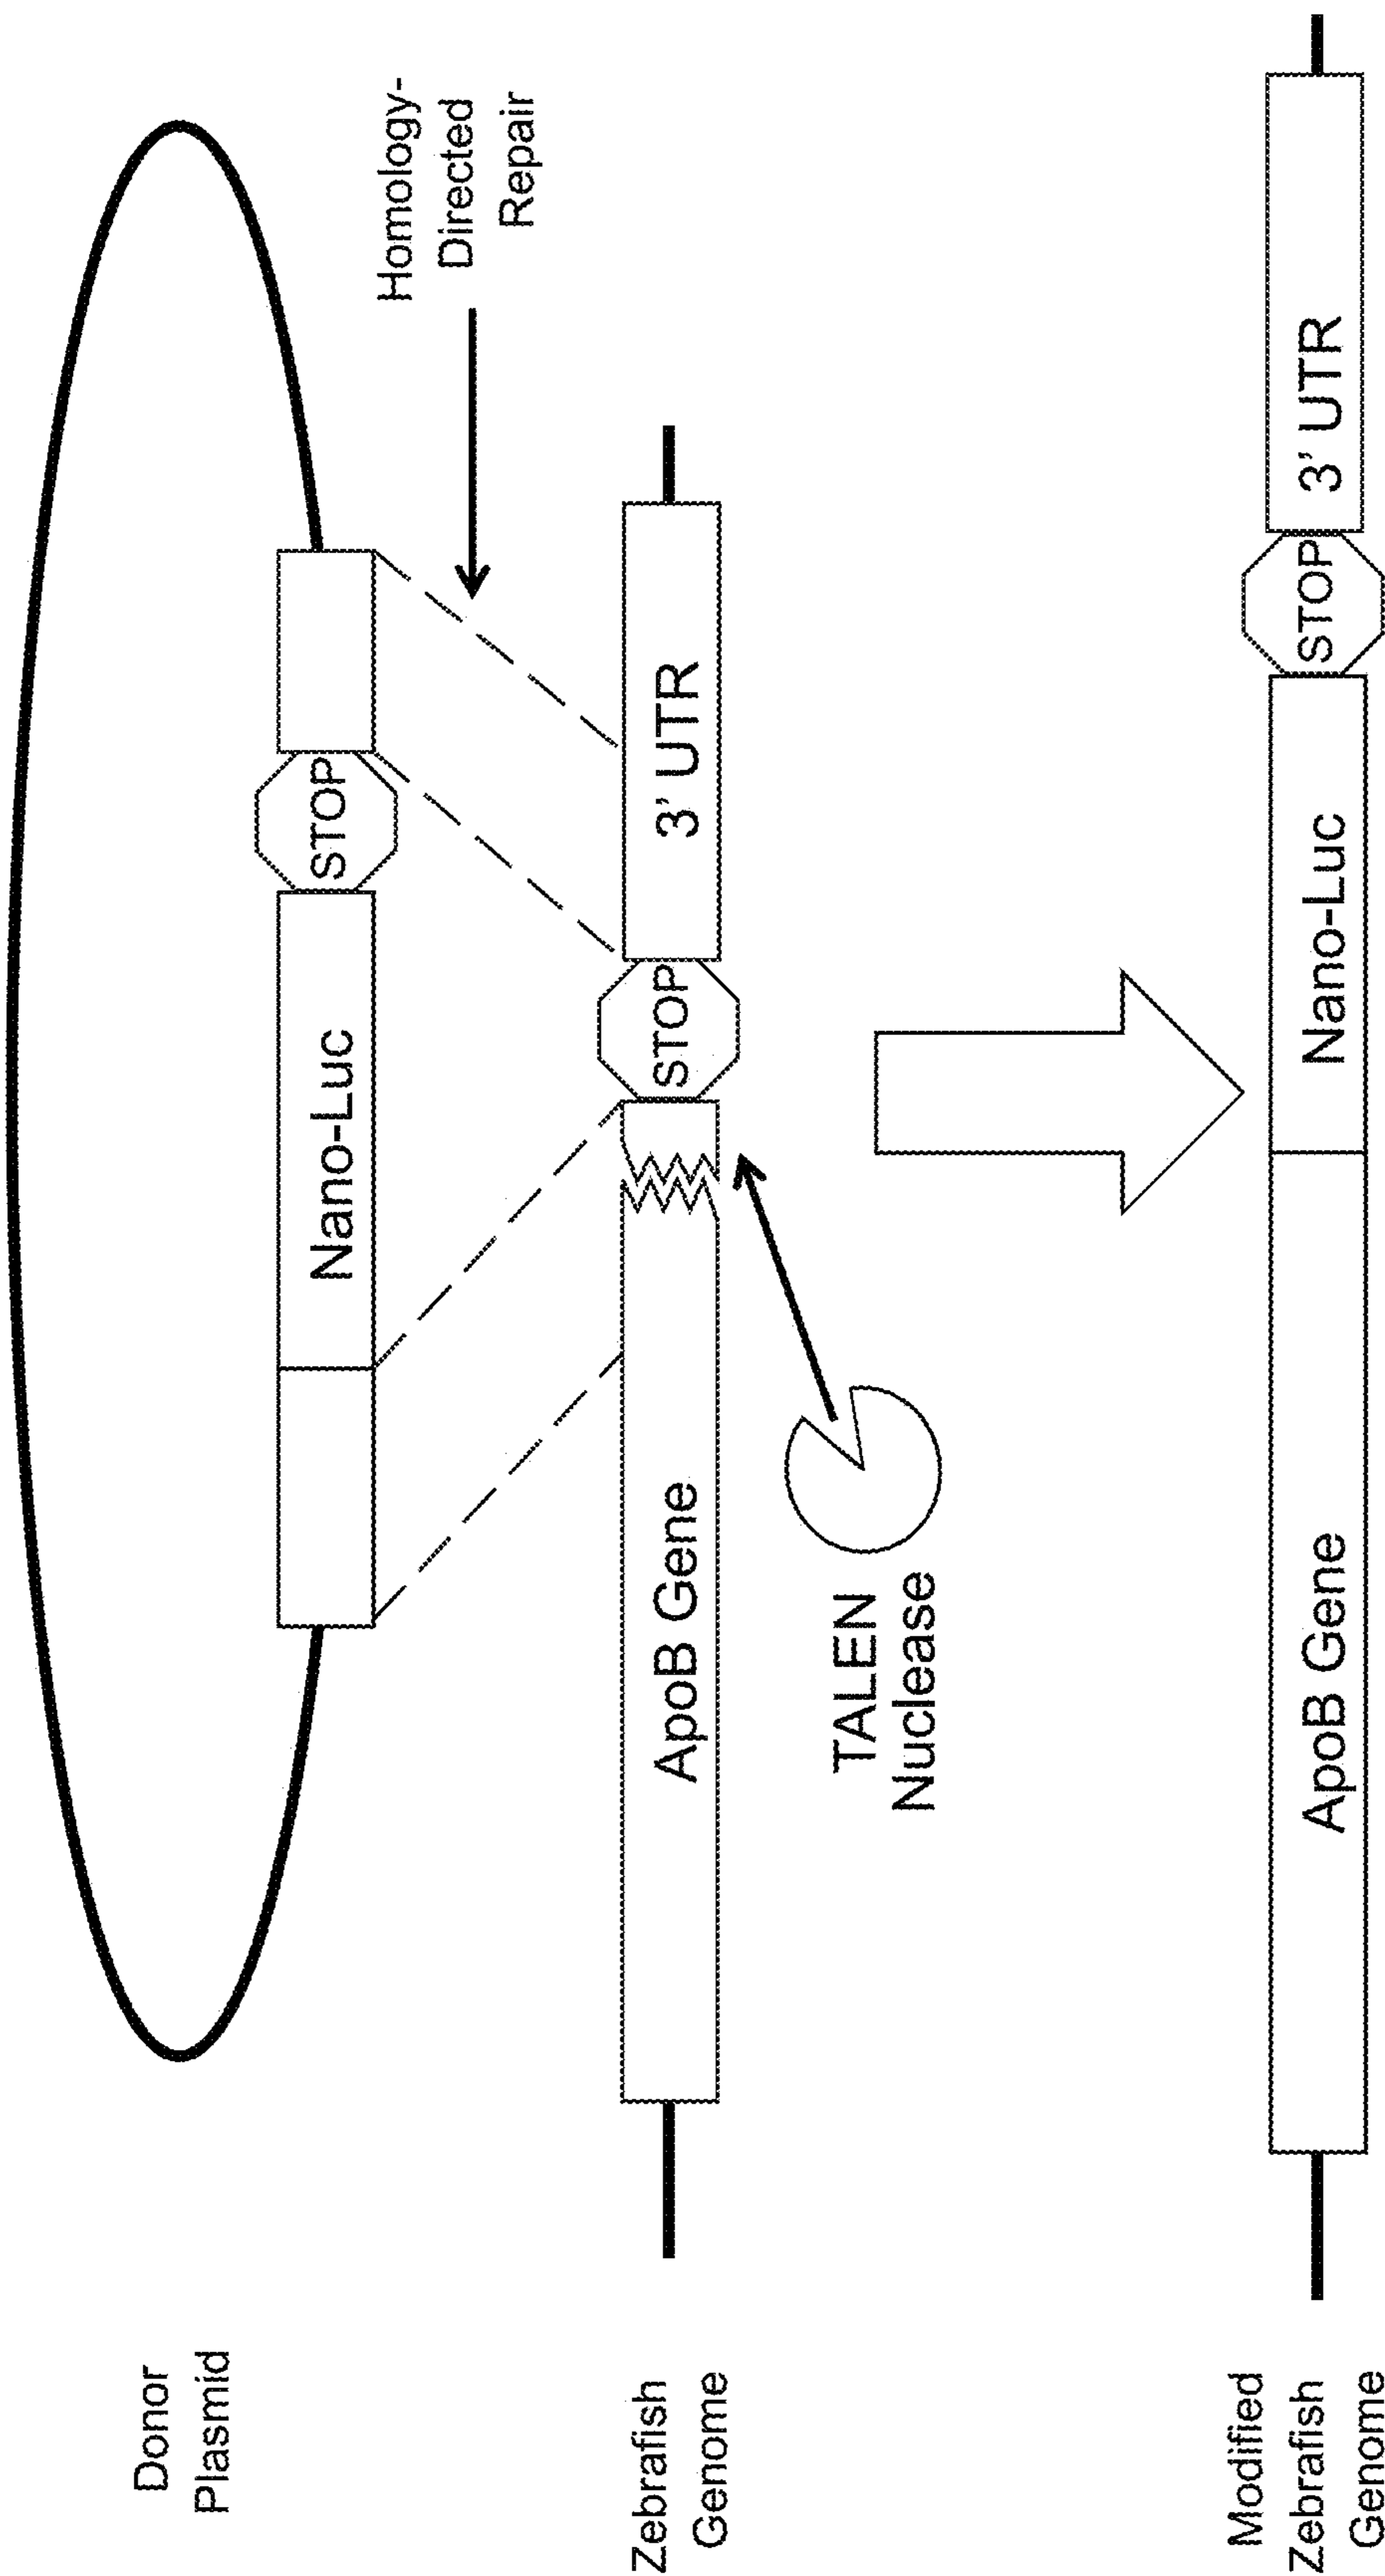 Donor
Plasmid
Nano-Luc
STOP
Homology-
Directed
Repair
Zebrafish
Genome
ApoB Gene
STOP
3' UTR
TALEN
Nuclease
Modified
Zebrafish
Genome
ApoB Gene
Nano-Luc
STOP
3' UTR